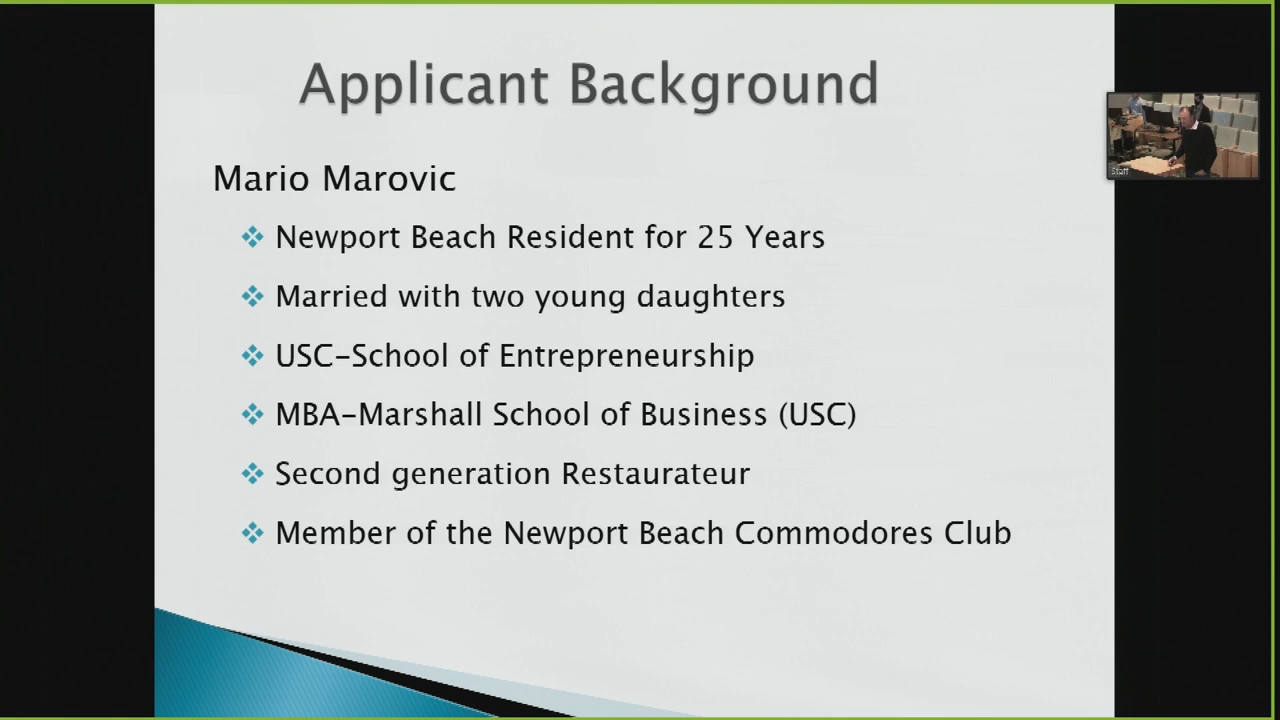 Applicant Background
Mario Marovic
Newport Beach Resident for 25 Years
Married with two young daughters
USC-School of Entrepreneurship
MBA-Marshall School of Business (USC)
Second generation Restaurateur
Member of the Newport Beach Commodores Club
Staff